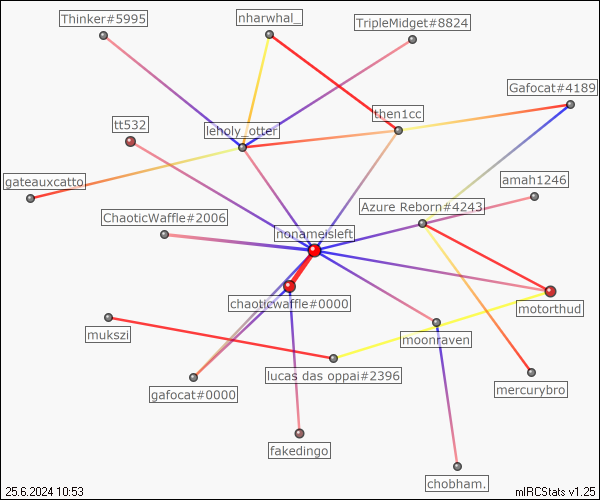 Thinker#5995
nharwhal_
TripleMidget#8824
Gafocat#4189
then1cc
tt532
leholy_otter
gateauxcatto
amah1246
Azure Reborn#4243
ChaoticWaffle#2006
nonameisleft
chaoticwaffle#0000
motorthud
mukszi
moonraven
lucas das oppai#2396
gafocat#0000
mercurybro
fakedingo
chobham.
25.6.2024 10:53
mIRCStats v1.25